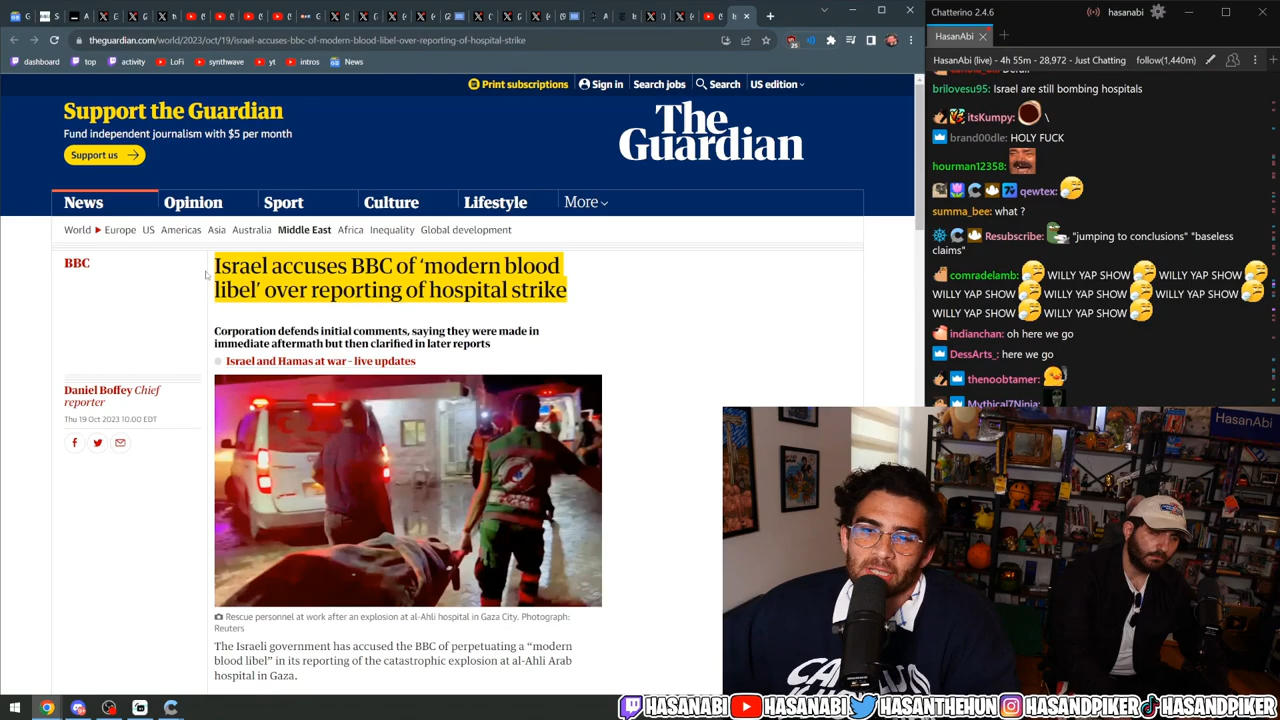 theguardian.com/world/2023/oct/19/israel-accuses-bbc-of-modern-blood-libel-over-reporting-of-hospital-strike
dashboard
top
activity
LoFi
synthwave
yt
intros
News
Print subscriptions
Sign in
Search jobs
Search
US edition
Support the Guardian
Fund independent journalism with $5 per month
Support us
The
Guardian
News
Opinion
Sport
Culture
Lifestyle
More
World
Europe
US
Americas
Asia
Australia
Middle East
Africa
Inequality
Global development
BBC
Israel accuses BBC of ‘modern blood
libel’ over reporting of hospital strike
Corporation defends initial comments, saying they were made in
immediate aftermath but then clarified in later reports
Israel and Hamas at war – live updates
Daniel Boffey Chief
reporter
Thu 19 Oct 2023 10.00 EDT
Rescue personnel at work after an explosion at al-Ahli hospital in Gaza City. Photograph:
Reuters
The Israeli government has accused the BBC of perpetuating a “modern
blood libel” in its reporting of the catastrophic explosion at al-Ahli Arab
hospital in Gaza.
Chatterino 2.4.6
hasanabi
HasanAbi
HasanAbi (live) - 4h 55m - 28,972 - Just Chatting
follow(1,440m)
brilovesu95: Israel are still bombing hospitals
itsKumpy: \
brand00dle: HOLY FUCK
hourman12358:
qewtex:
summa_bee: what ?
Resubscribe: "jumping to conclusions" "baseless
claims"
comradelamb: WILLY YAP SHOW WILLY YAP SHOW
WILLY YAP SHOW WILLY YAP SHOW WILLY YAP SHOW
WILLY YAP SHOW WILLY YAP SHOW
indianchan: oh here we go
DessArts_: here we go
thenoobtamer:
Mythical7Ninja:
HasanAbi
HASANABI
HASANABI
HASANTHEHUN
HASANDPIKER
HASANDPIKER